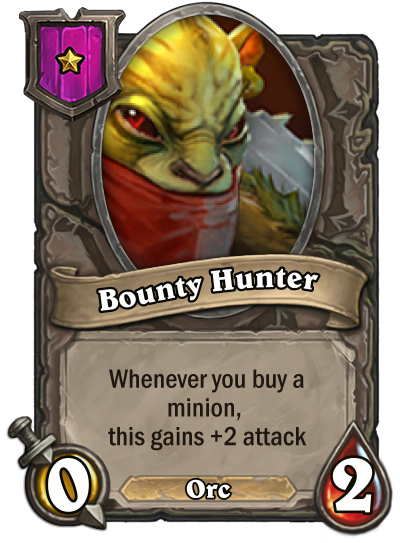 Bounty Hunter
Whenever you buy a
minion,
this gains +2 attack
0
Orc
2